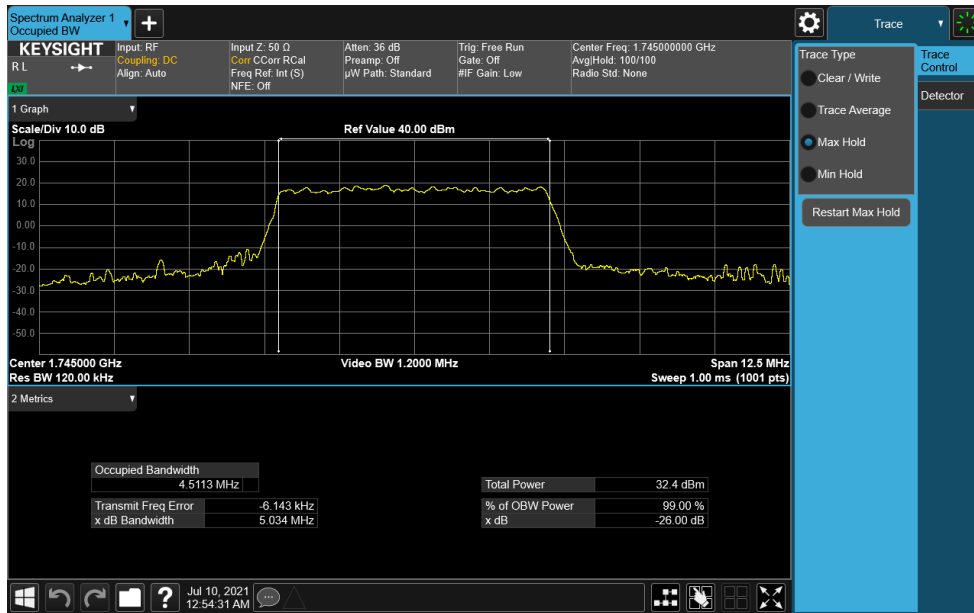 Spectrum Analyzer 1
Occupied BW
Trace
KEYSIGHT
R L
LXI
Input: RF
Coupling: DC
Align: Auto
Input Z: 50 Ω
Corr CCorr RCal
Freq Ref: Int (S)
NFE: Off
Atten: 36 dB
Preamp: Off
µW Path: Standard
Trig: Free Run
Gate: Off
#IF Gain: Low
Center Freq: 1.745000000 GHz
Avg|Hold: 100/100
Radio Std: None
Trace Type
Clear / Write
Trace Average
Max Hold
Min Hold
Restart Max Hold
Trace
Control
Detector
1 Graph
Scale/Div 10.0 dB
Ref Value 40.00 dBm
Log
30.0
20.0
10.0
0.00
-10.0
-20.0
-30.0
-40.0
-50.0
Center 1.745000 GHz
Video BW 1.2000 MHz
Span 12.5 MHz
Res BW 120.00 kHz
Sweep 1.00 ms (1001 pts)
2 Metrics
Occupied Bandwidth
4.5113 MHz
Total Power 32.4 dBm
Transmit Freq Error -6.143 kHz
% of OBW Power 99.00 %
x dB Bandwidth 5.034 MHz
x dB -26.00 dB
?
Jul 10, 2021
12:54:31 AM